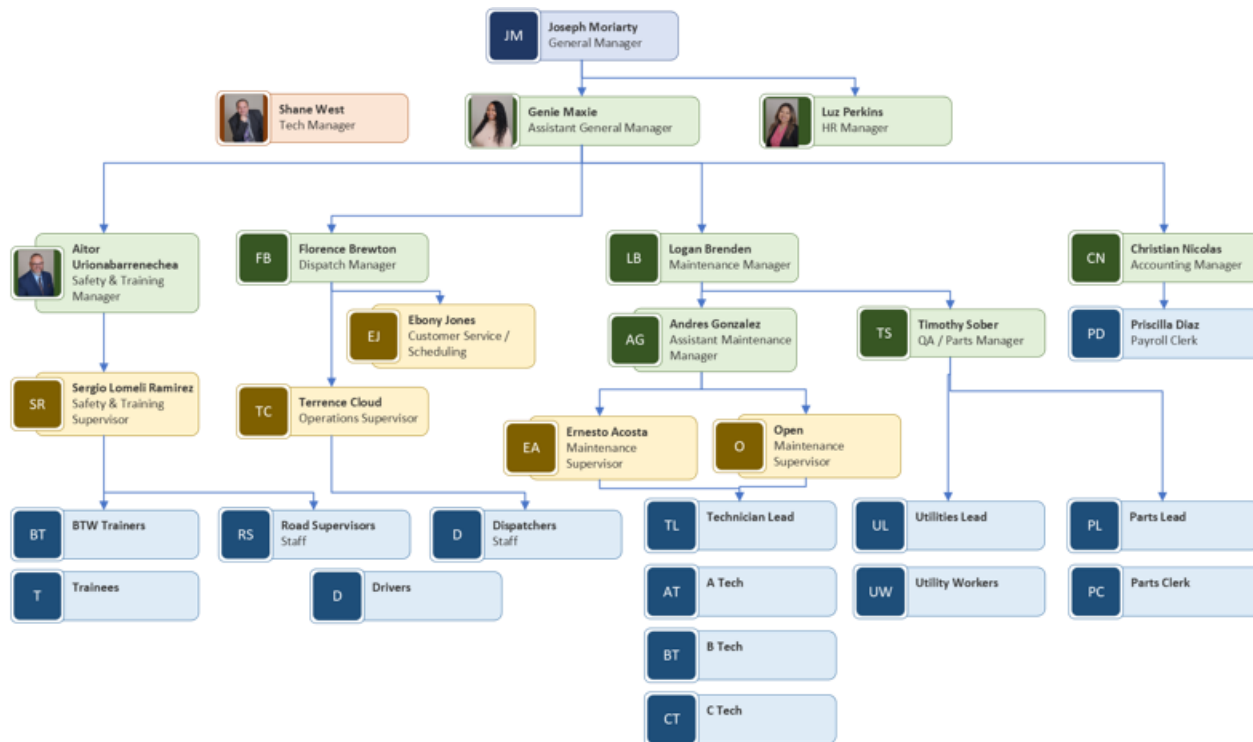 JM
Joseph Moriarty
General Manager
Shane West
Tech Manager
Genie Maxie
Assistant General Manager
Luz Perkins
HR Manager
Aitor
Urionabarrenechea
Safety & Training
Manager
FB
Florence Brewton
Dispatch Manager
LB
Logan Brenden
Maintenance Manager
CN
Christian Nicolas
Accounting Manager
EJ
Ebony Jones
Customer Service /
Scheduling
AG
Andres Gonzalez
Assistant Maintenance
Manager
TS
Timothy Sober
QA / Parts Manager
PD
Priscilla Diaz
Payroll Clerk
SR
Sergio Lomeli Ramirez
Safety & Training
Supervisor
TC
Terrence Cloud
Operations Supervisor
EA
Ernesto Acosta
Maintenance
Supervisor
O
Open
Maintenance
Supervisor
BT
BTW Trainers
RS
Road Supervisors
Staff
D
Dispatchers
Staff
TL
Technician Lead
UL
Utilities Lead
PL
Parts Lead
T
Trainees
D
Drivers
AT
A Tech
UW
Utility Workers
PC
Parts Clerk
BT
B Tech
CT
C Tech